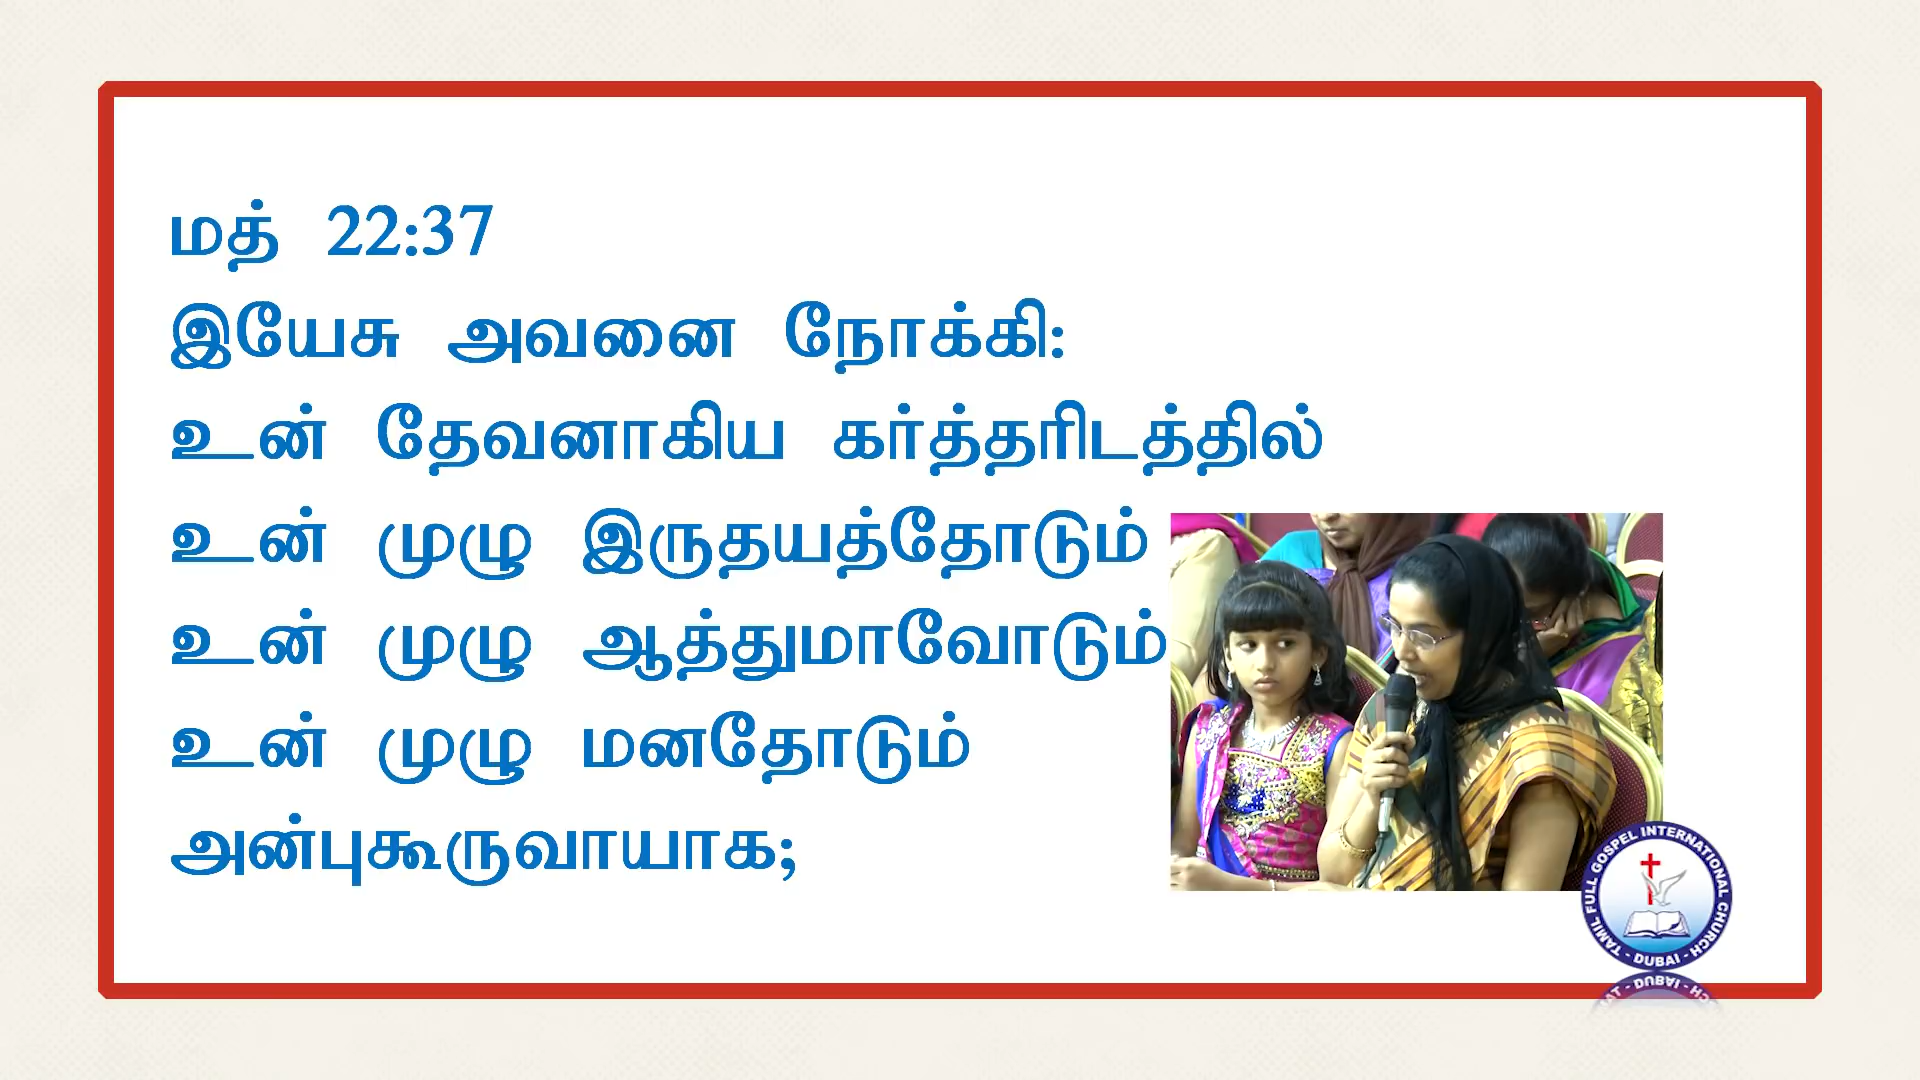 மத் 22:37
இயேசு அவனை நோக்கி:
உன் தேவனாகிய கர்த்தரிடத்தில்
உன் முழு இருதயத்தோடும்
உன் முழு ஆத்துமாவோடும்
உன் முழு மனதோடும்
அன்புகூருவாயாக;
TAMIL FULL GOSPEL INTERNATIONAL CHURCH - DUBAI -